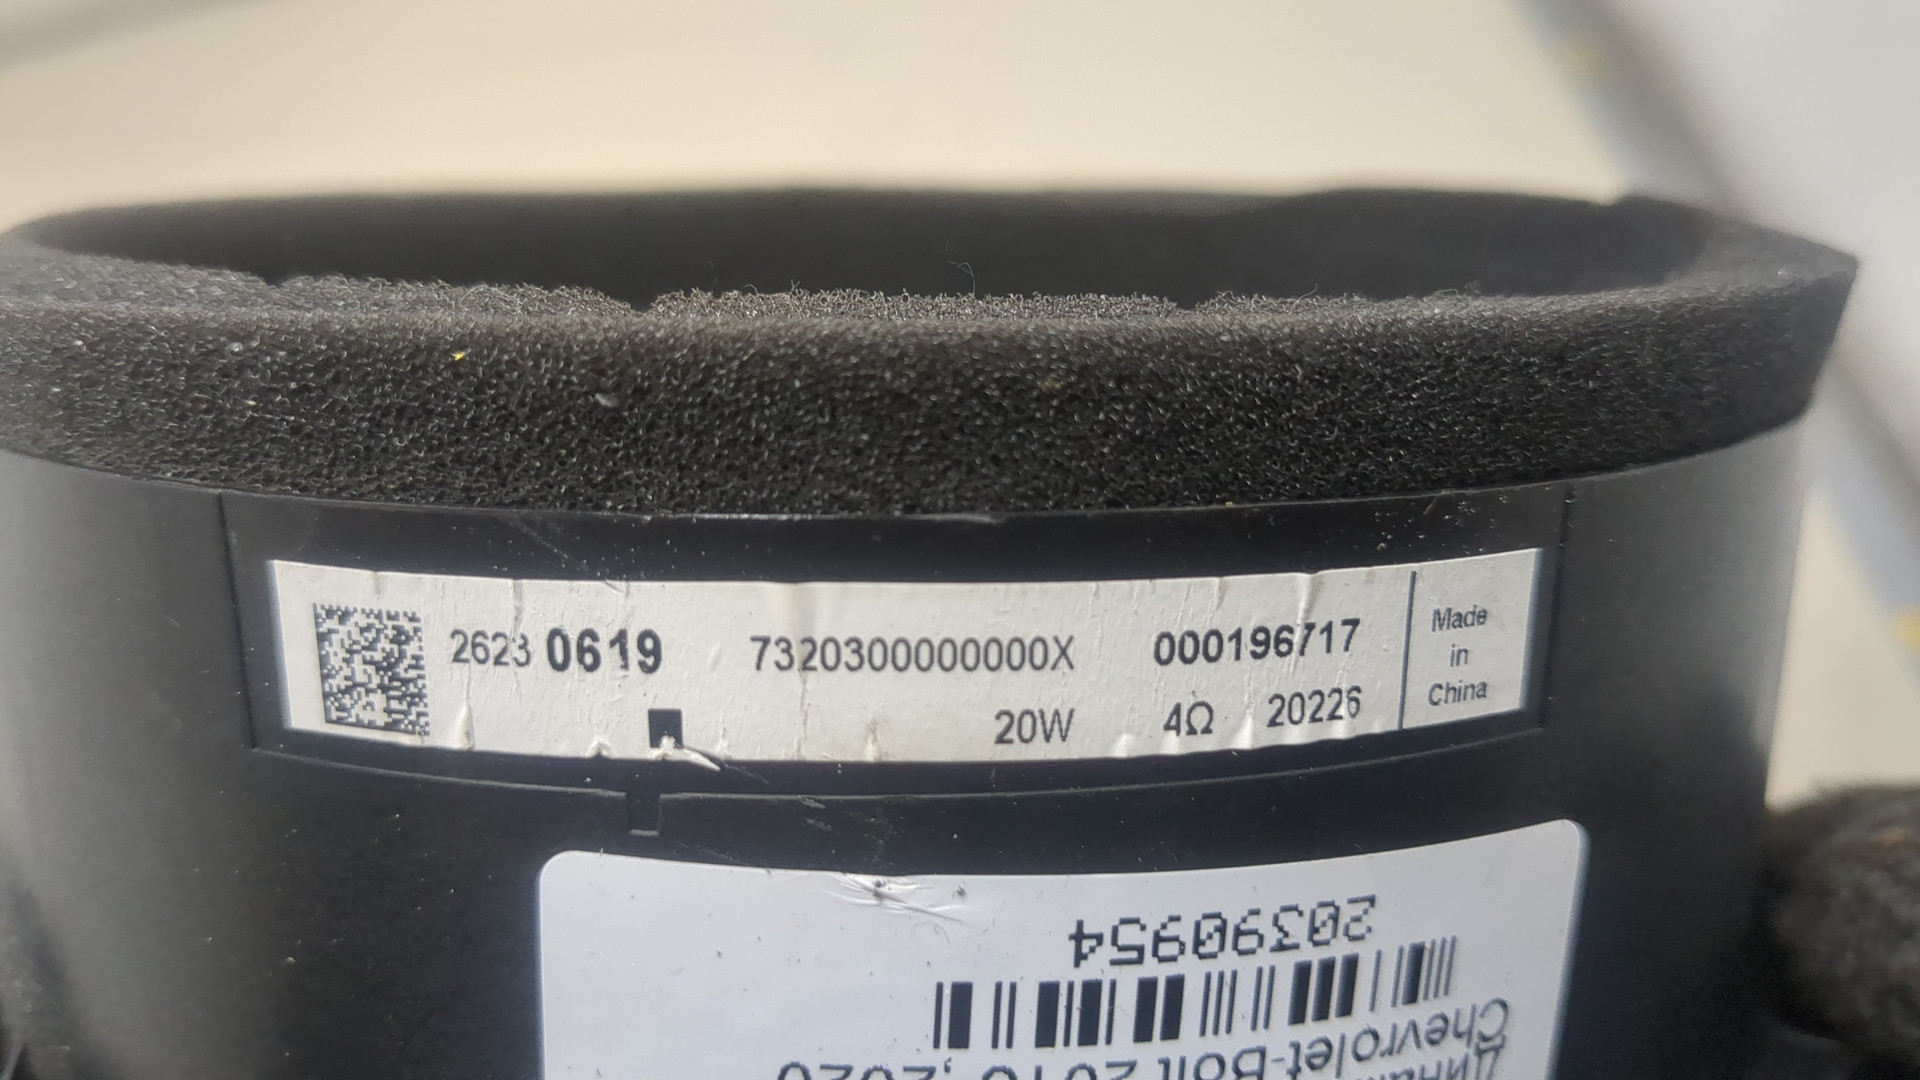 2623 0619 7320300000000X 000196717
20W 4Ω 20226
Made
in
China
20390954
Chevrolet-Bolt